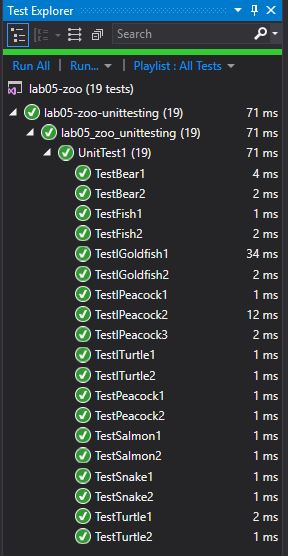 Test Explorer
Search
Run All | Run... | Playlist : All Tests
lab05-zoo (19 tests)
lab05-zoo-unittesting (19) 71 ms
lab05_zoo_unittesting (19) 71 ms
UnitTest1 (19) 71 ms
TestBear1 4 ms
TestBear2 2 ms
TestFish1 1 ms
TestFish2 2 ms
TestIGoldfish1 34 ms
TestIGoldfish2 2 ms
TestIPeacock1 1 ms
TestIPeacock2 12 ms
TestIPeacock3 2 ms
TestITurtle1 1 ms
TestITurtle2 1 ms
TestPeacock1 1 ms
TestPeacock2 1 ms
TestSalmon1 1 ms
TestSalmon2 1 ms
TestSnake1 1 ms
TestSnake2 1 ms
TestTurtle1 2 ms
TestTurtle2 1 ms